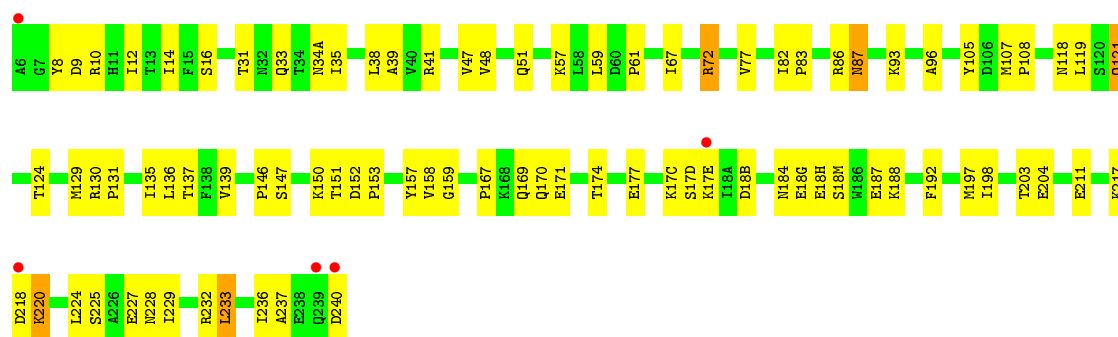 A6 G7 Y8 D9 R10 H11 I12 T13 I14 F15 S16 T31 N32 Q33 T34 N34A I35 L38 A39 V40 R41 V47 V48 Q51 K57 L58 L59 D60 P61 I67 R72 V77 I82 P83 R86 N87 K93 A96 Y105 D106 M107 P108 N118 L119 S120
T124 M129 R130 P131 I135 L136 T137 F138 V139 P146 S147 K150 T151 D152 P153 Y157 V158 G159 P167 K168 Q169 Q170 E171 T174 E177 K17C S17D K17E I18A D18B N184 E18G E18H S18M W186 E187 K188 F192 M197 I198 T203 E204 E211 K217
D218 K220 L224 S225 A226 E227 N228 I229 R232 L233 I236 A237 E238 Q239 D240